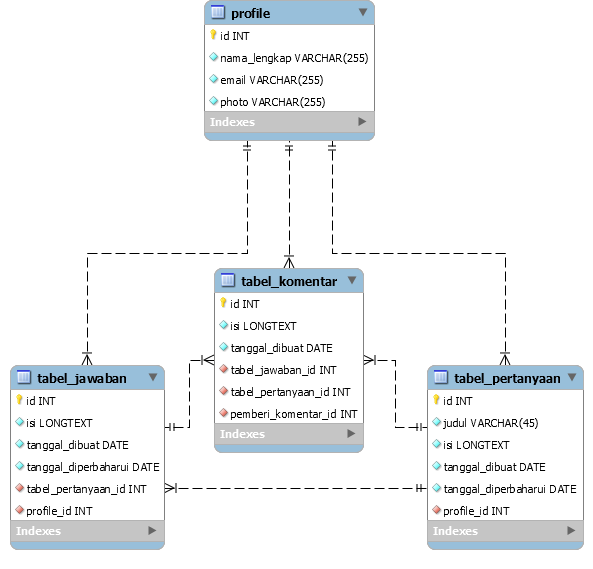 profile
id INT
nama_lengkap VARCHAR(255)
email VARCHAR(255)
photo VARCHAR(255)
Indexes
tabel_komentar
id INT
isi LONGTEXT
tanggal_dibuat DATE
tabel_jawaban_id INT
tabel_pertanyaan_id INT
pemberi_komentar_id INT
Indexes
tabel_jawaban
id INT
isi LONGTEXT
tanggal_dibuat DATE
tanggal_diperbaharui DATE
tabel_pertanyaan_id INT
profile_id INT
Indexes
tabel_pertanyaan
id INT
judul VARCHAR(45)
isi LONGTEXT
tanggal_dibuat DATE
tanggal_diperbaharui DATE
profile_id INT
Indexes